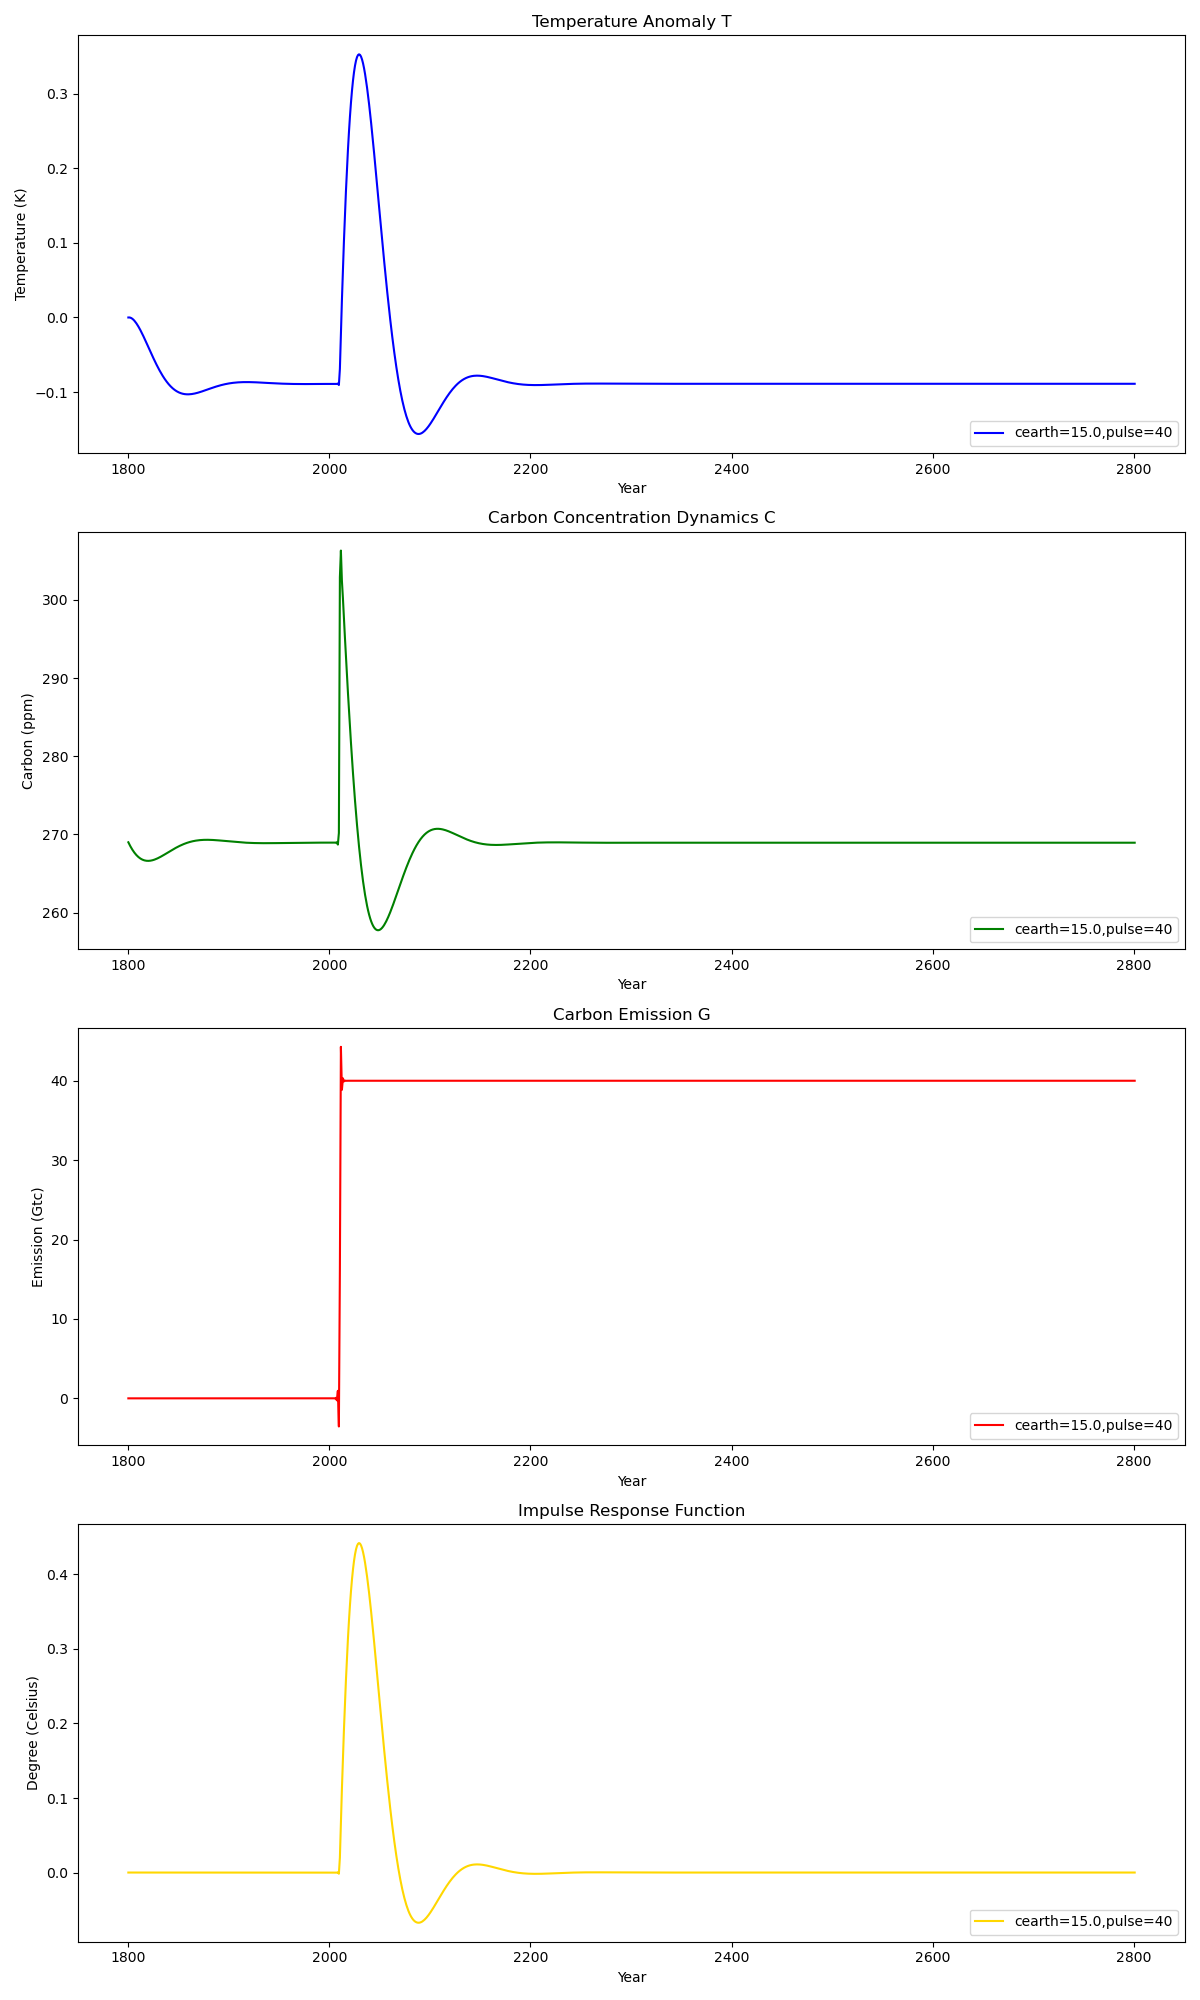 Temperature Anomaly T
Temperature (K)
0.3
0.2
0.1
0.0
−0.1
cearth=15.0,pulse=40
1800 2000 2200 2400 2600 2800
Year
Carbon Concentration Dynamics C
Carbon (ppm)
300
290
280
270
260
cearth=15.0,pulse=40
1800 2000 2200 2400 2600 2800
Year
Carbon Emission G
Emission (Gtc)
40
30
20
10
0
cearth=15.0,pulse=40
1800 2000 2200 2400 2600 2800
Year
Impulse Response Function
Degree (Celsius)
0.4
0.3
0.2
0.1
0.0
cearth=15.0,pulse=40
1800 2000 2200 2400 2600 2800
Year